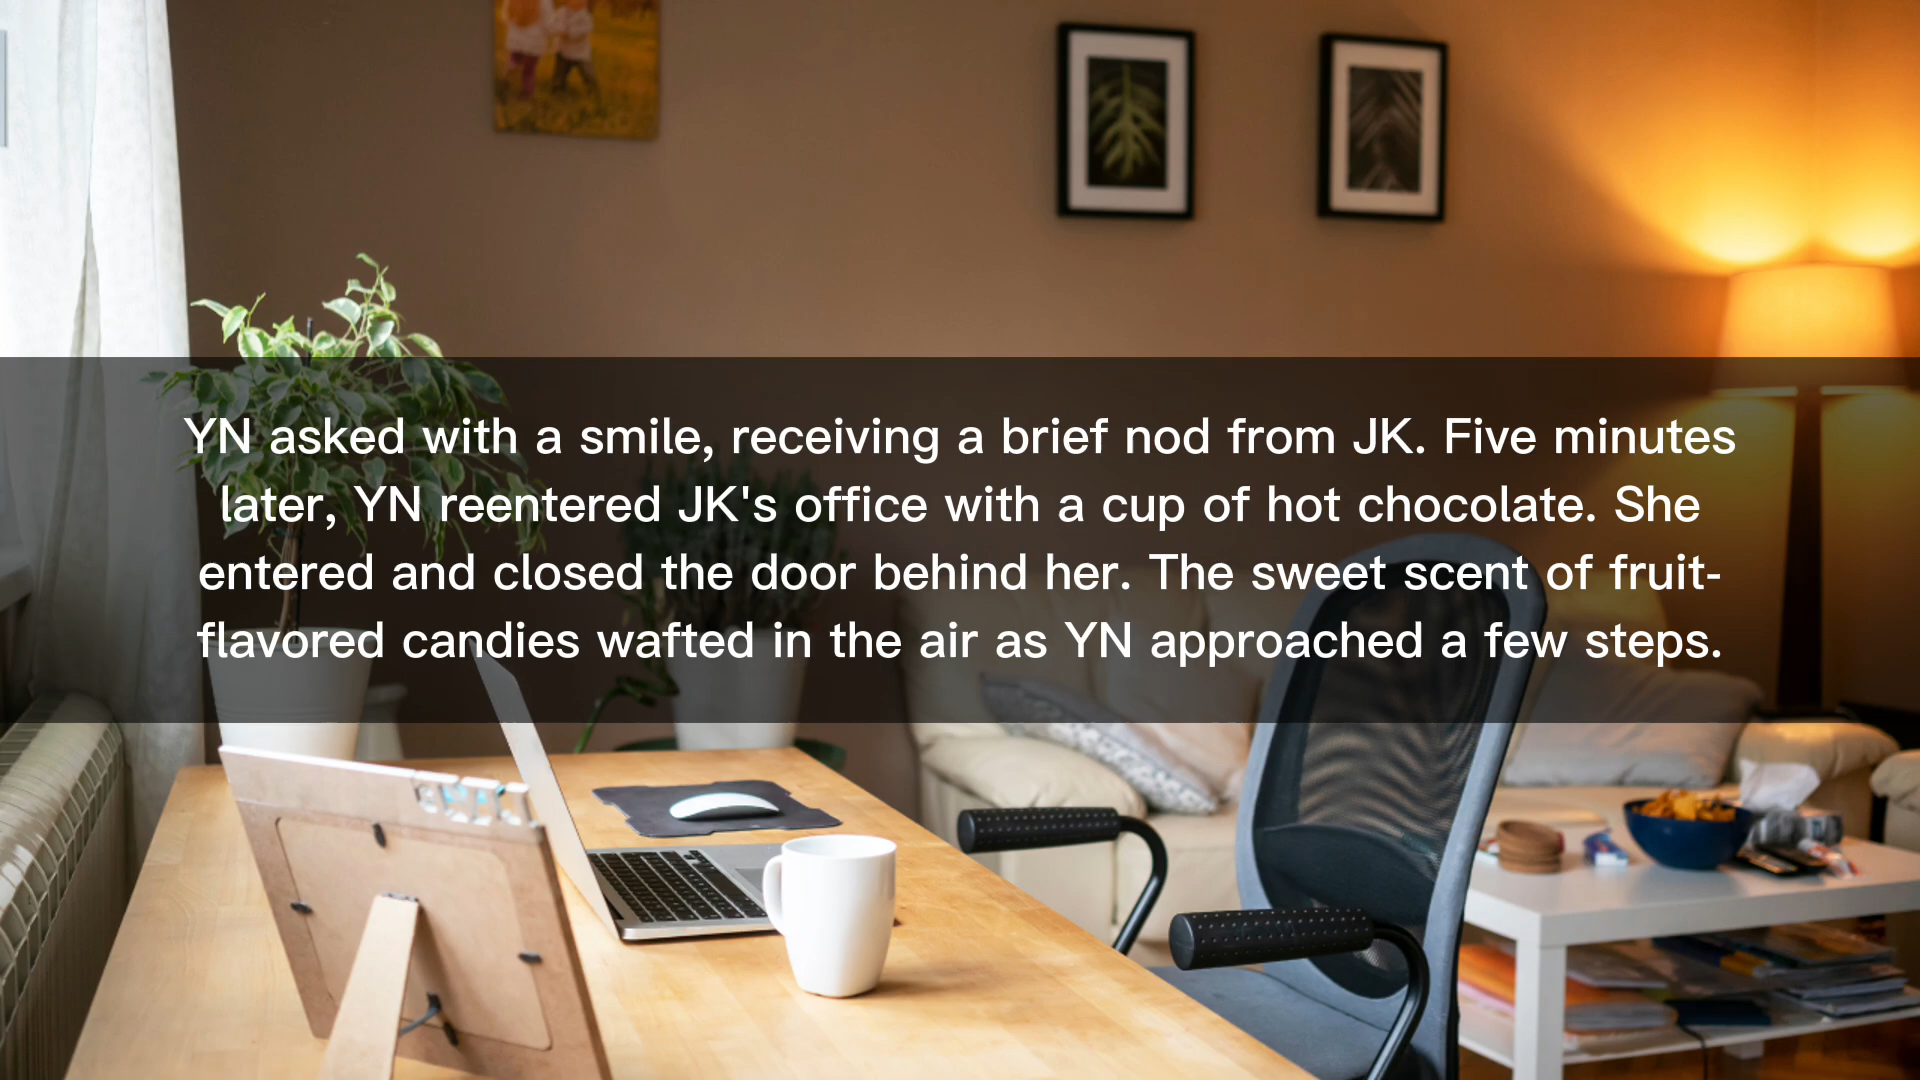 YN asked with a smile, receiving a brief nod from JK. Five minutes
later, YN reentered JK's office with a cup of hot chocolate. She
entered and closed the door behind her. The sweet scent of fruit-
flavored candies wafted in the air as YN approached a few steps.